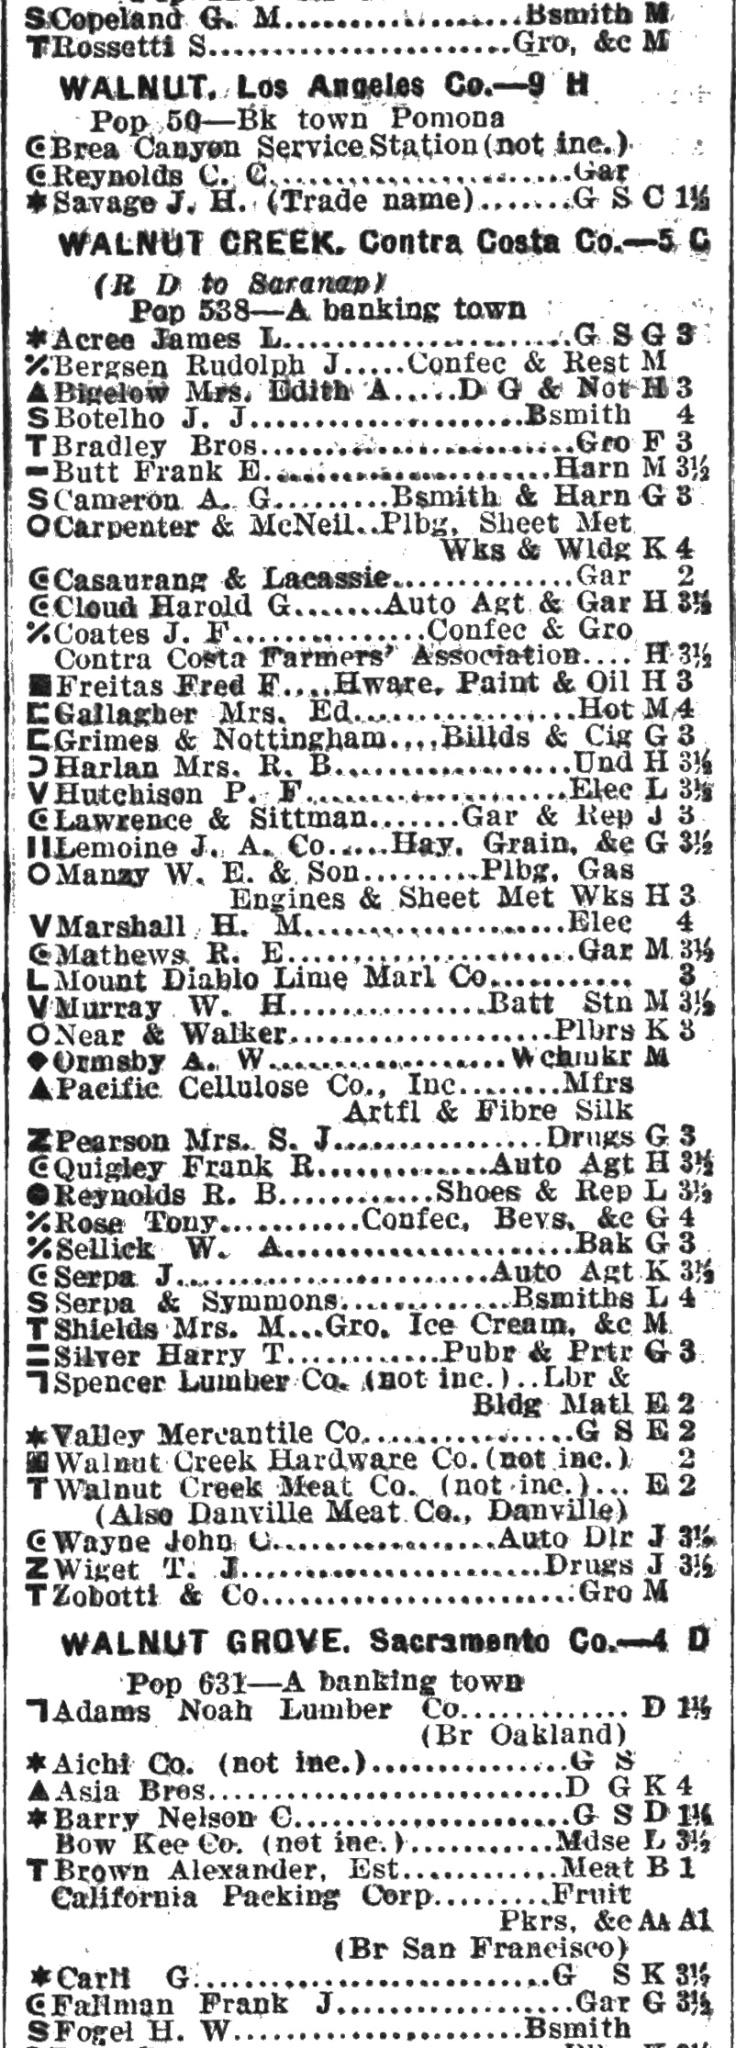 S Copeland G. M....................Bsmith M
T Rossetti S.........................Gro, &c M
WALNUT, Los Angeles Co.—9 H
Pop 50—Bk town Pomona
Ͼ Brea Canyon Service Station (not inc.)
Ͼ Reynolds C. C.......................Gar
✱ Savage J. H. (Trade name).......G S C 1½
WALNUT CREEK, Contra Costa Co.—5 C
(R D to Saranap)
Pop 538—A banking town
✱ Acree James L......................G S G 3
% Bergsen Rudolph J.....Confec & Rest M
▲ Bigelow Mrs. Edith A.....D G & Not H 3
S Botelho J. J.......................Bsmith 4
T Bradley Bros.........................Gro F 3
━ Butt Frank E......................Harn M 3½
S Cameron A. G.........Bsmith & Harn G 3
O Carpenter & McNeil..Plbg, Sheet Met
Wks & Wldg K 4
Ͼ Casaurang & Lacassie..............Gar 2
Ͼ Cloud Harold G.......Auto Agt & Gar H 3½
% Coates J. F................Confec & Gro
Contra Costa Farmers' Association.... H 3½
■ Freitas Fred F....Hware, Paint & Oil H 3
⊏ Gallagher Mrs. Ed..................Hot M 4
⊏ Grimes & Nottingham....Billds & Cig G 3
Ɔ Harlan Mrs. R. B...................Und H 3½
V Hutchison P. F.....................Elec L 3½
Ͼ Lawrence & Sittman.......Gar & Rep J 3
II Lemoine J. A. Co.....Hay, Grain, &c G 3½
O Manzy W. E. & Son.........Plbg, Gas
Engines & Sheet Met Wks H 3
V Marshall H. M.....................Elec 4
Ͼ Mathews R. E.......................Gar M 3½
L Mount Diablo Lime Marl Co............ 3
V Murray W. H...............Batt Stn M 3½
O Near & Walker.....................Plbrs K 3
◆ Ormsby A. W...................Wchmkr M
▲ Pacific Cellulose Co., Inc........Mfrs
Artfl & Fibre Silk
Z Pearson Mrs. S. J................Drugs G 3
Ͼ Quigley Frank R.............Auto Agt H 3½
● Reynolds R. B............Shoes & Rep L 3½
% Rose Tony...........Confec, Bevs, &c G 4
% Sellick W. A.......................Bak G 3
Ͼ Serpa J.......................Auto Agt K 3½
S Serpa & Symmons.............Bsmiths L 4
T Shields Mrs. M...Gro, Ice Cream, &c M
= Silver Harry T............Pubr & Prtr G 3
ꓶ Spencer Lumber Co. (not inc.)..Lbr &
Bldg Matl E 2
✱ Valley Mercantile Co................G S E 2
▣ Walnut Creek Hardware Co. (not inc.) 2
T Walnut Creek Meat Co. (not inc.)... E 2
(Also Danville Meat Co., Danville)
Ͼ Wayne John C.................Auto Dlr J 3½
Z Wiget T. J........................Drugs J 3½
T Zobotti & Co.........................Gro M
WALNUT GROVE, Sacramento Co.—4 D
Pop 631—A banking town
ꓶ Adams Noah Lumber Co............. D 1½
(Br Oakland)
✱ Aichi Co. (not inc.)................G S
▲ Asia Bros...........................D G K 4
✱ Barry Nelson C.....................G S D 1½
Bow Kee Co. (not inc.)...........Mdse L 3½
T Brown Alexander, Est............Meat B 1
California Packing Corp.........Fruit
Pkrs, &c AA A1
(Br San Francisco)
✱ Carli G.............................G S K 3½
Ͼ Fallman Frank J..................Gar G 3½
S Fogel H. W......................Bsmith